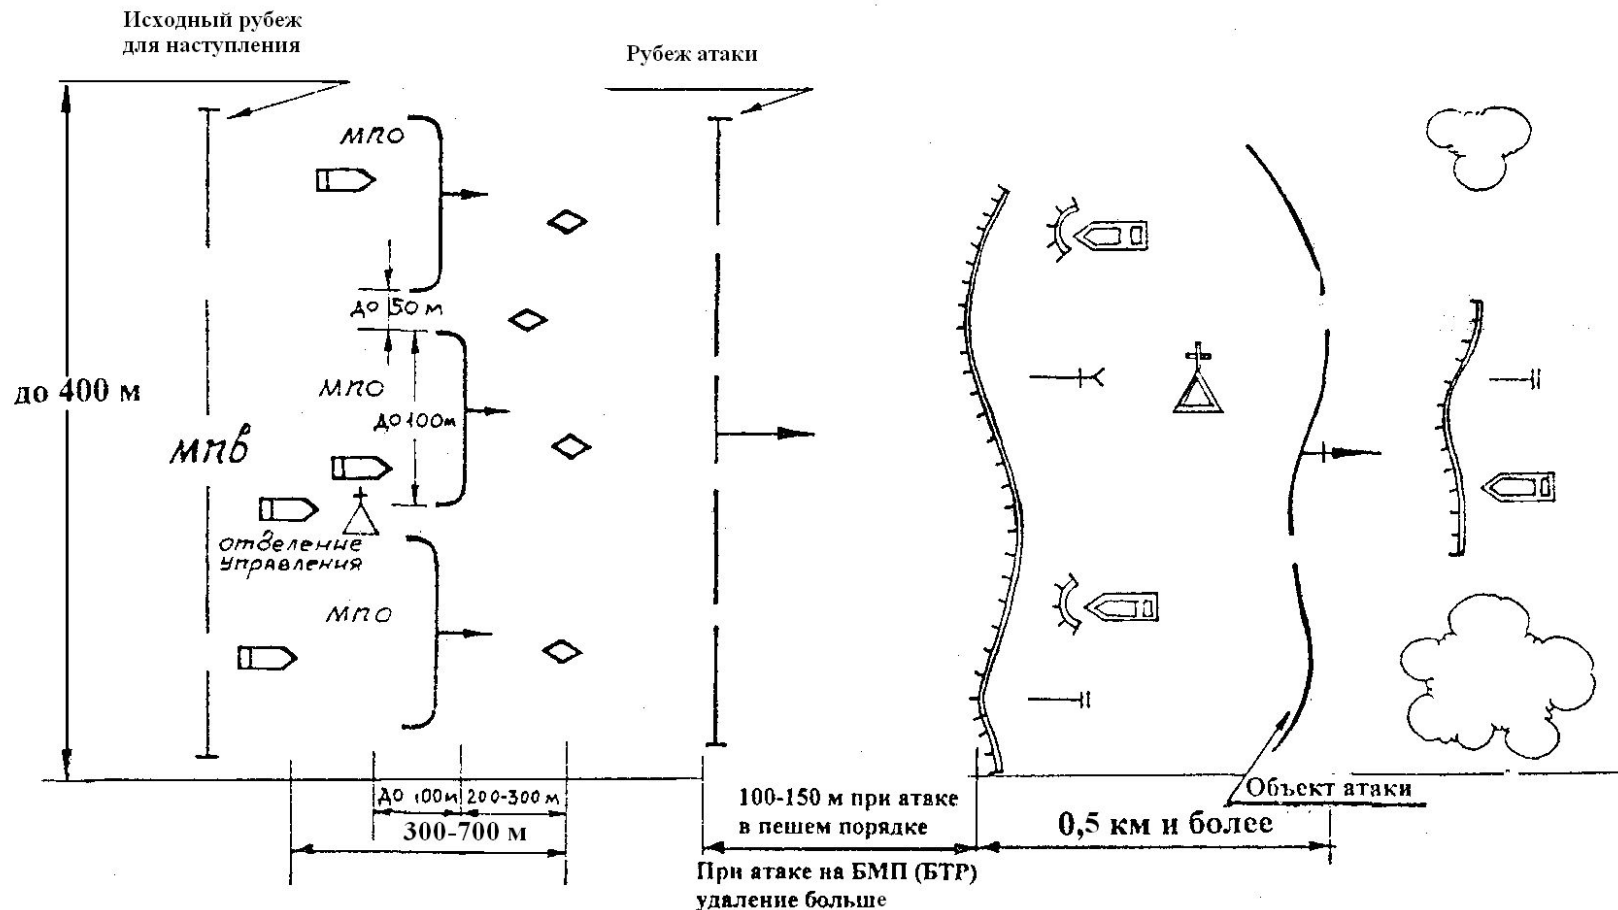 Исходный рубеж
для наступления
Рубеж атаки
мпо
до 50 м
до 400 м
мпо
до 100м
мпв
отделение
управления
мпо
до 100м
200-300 м
300-700 м
100-150 м при атаке
в пешем порядке
При атаке на БМП (БТР)
удаление больше
Объект атаки
0,5 км и более